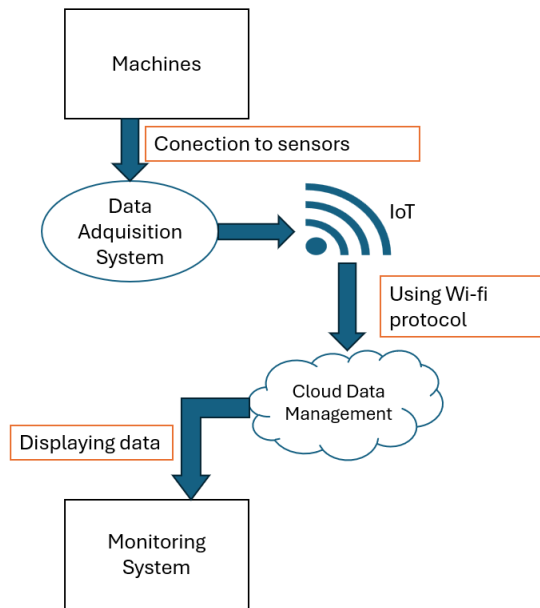 Machines
Conection to sensors
Data
Adquisition
System
IoT
Using Wi-fi
protocol
Cloud Data
Management
Displaying data
Monitoring
System